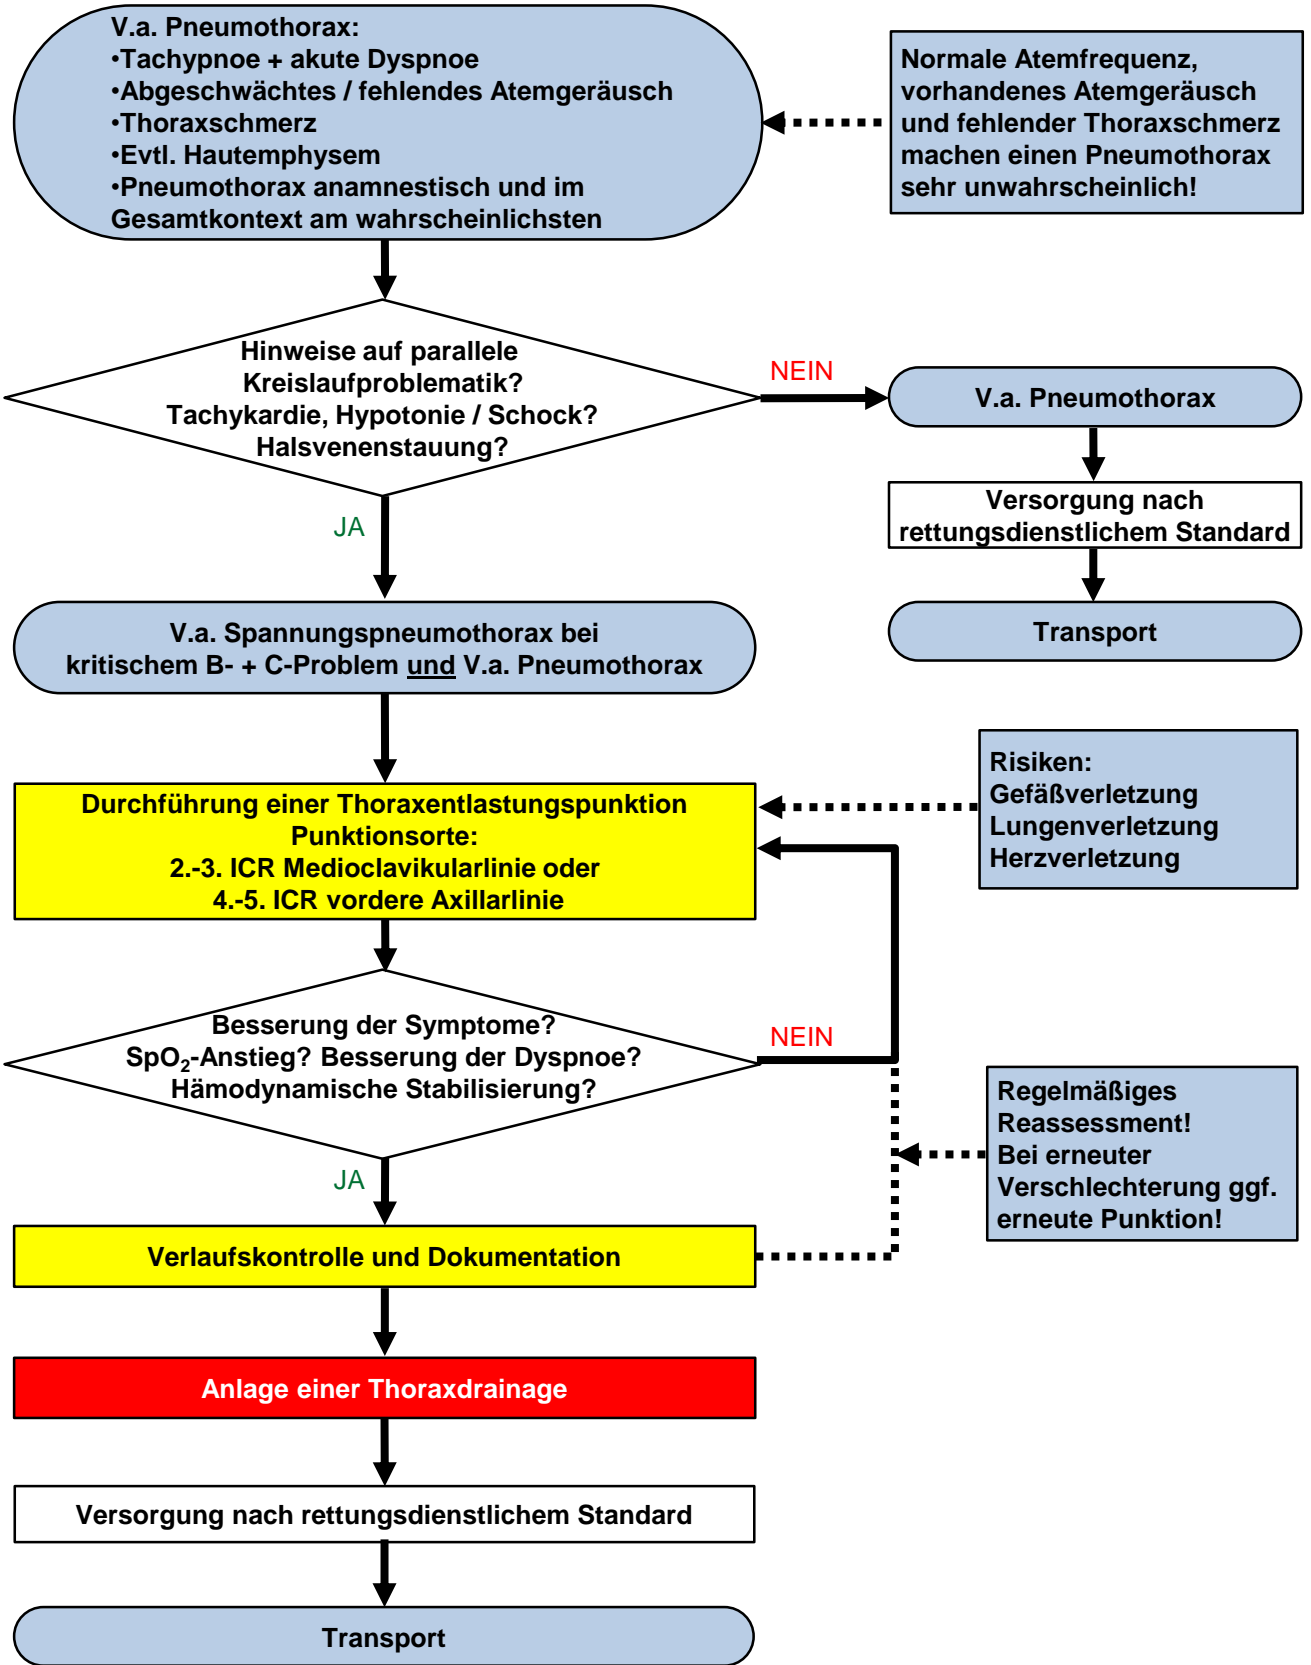 V.a. Pneumothorax:
•Tachypnoe + akute Dyspnoe
•Abgeschwächtes / fehlendes Atemgeräusch
•Thoraxschmerz
•Evtl. Hautemphysem
•Pneumothorax anamnestisch und im
Gesamtkontext am wahrscheinlichsten
Normale Atemfrequenz,
vorhandenes Atemgeräusch
und fehlender Thoraxschmerz
machen einen Pneumothorax
sehr unwahrscheinlich!
Hinweise auf parallele
Kreislaufproblematik?
Tachykardie, Hypotonie / Schock?
Halsvenenstauung?
NEIN
V.a. Pneumothorax
Versorgung nach
rettungsdienstlichem Standard
Transport
JA
V.a. Spannungspneumothorax bei
kritischem B- + C-Problem und V.a. Pneumothorax
Risiken:
Gefäßverletzung
Lungenverletzung
Herzverletzung
Durchführung einer Thoraxentlastungspunktion
Punktionsorte:
2.-3. ICR Medioclavikularlinie oder
4.-5. ICR vordere Axillarlinie
Besserung der Symptome?
SpO₂-Anstieg? Besserung der Dyspnoe?
Hämodynamische Stabilisierung?
NEIN
Regelmäßiges
Reassessment!
Bei erneuter
Verschlechterung ggf.
erneute Punktion!
JA
Verlaufskontrolle und Dokumentation
Anlage einer Thoraxdrainage
Versorgung nach rettungsdienstlichem Standard
Transport